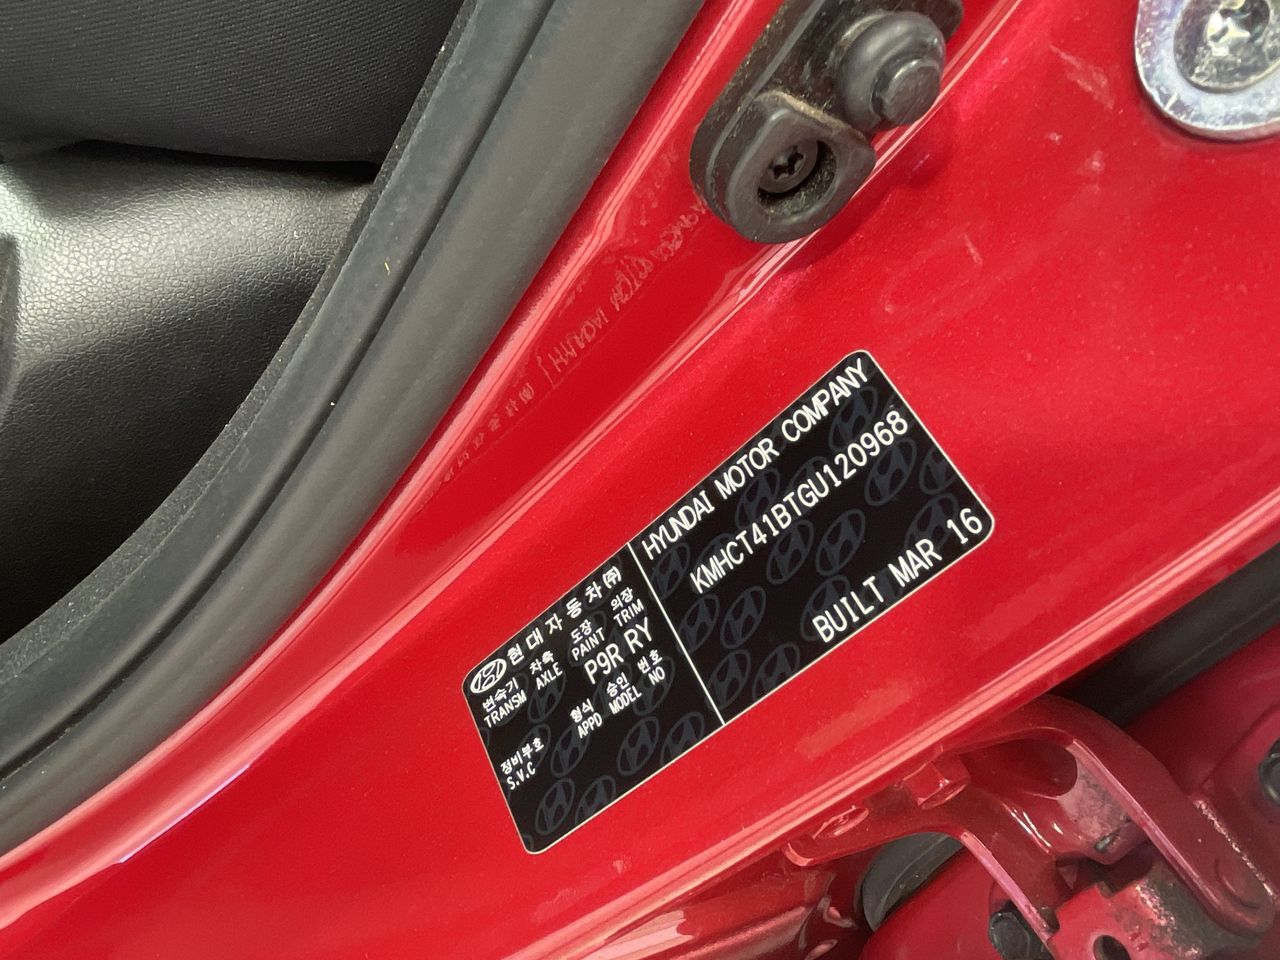 현대자동차(주)
변속기 차축 도장 의장
TRANSM AXLE PAINT TRIM
P9R RY
형식 승인 번호
APPD MODEL NO
정비부호
S.V.C
HYUNDAI MOTOR COMPANY
KMHCT41BTGU120968
BUILT MAR 16